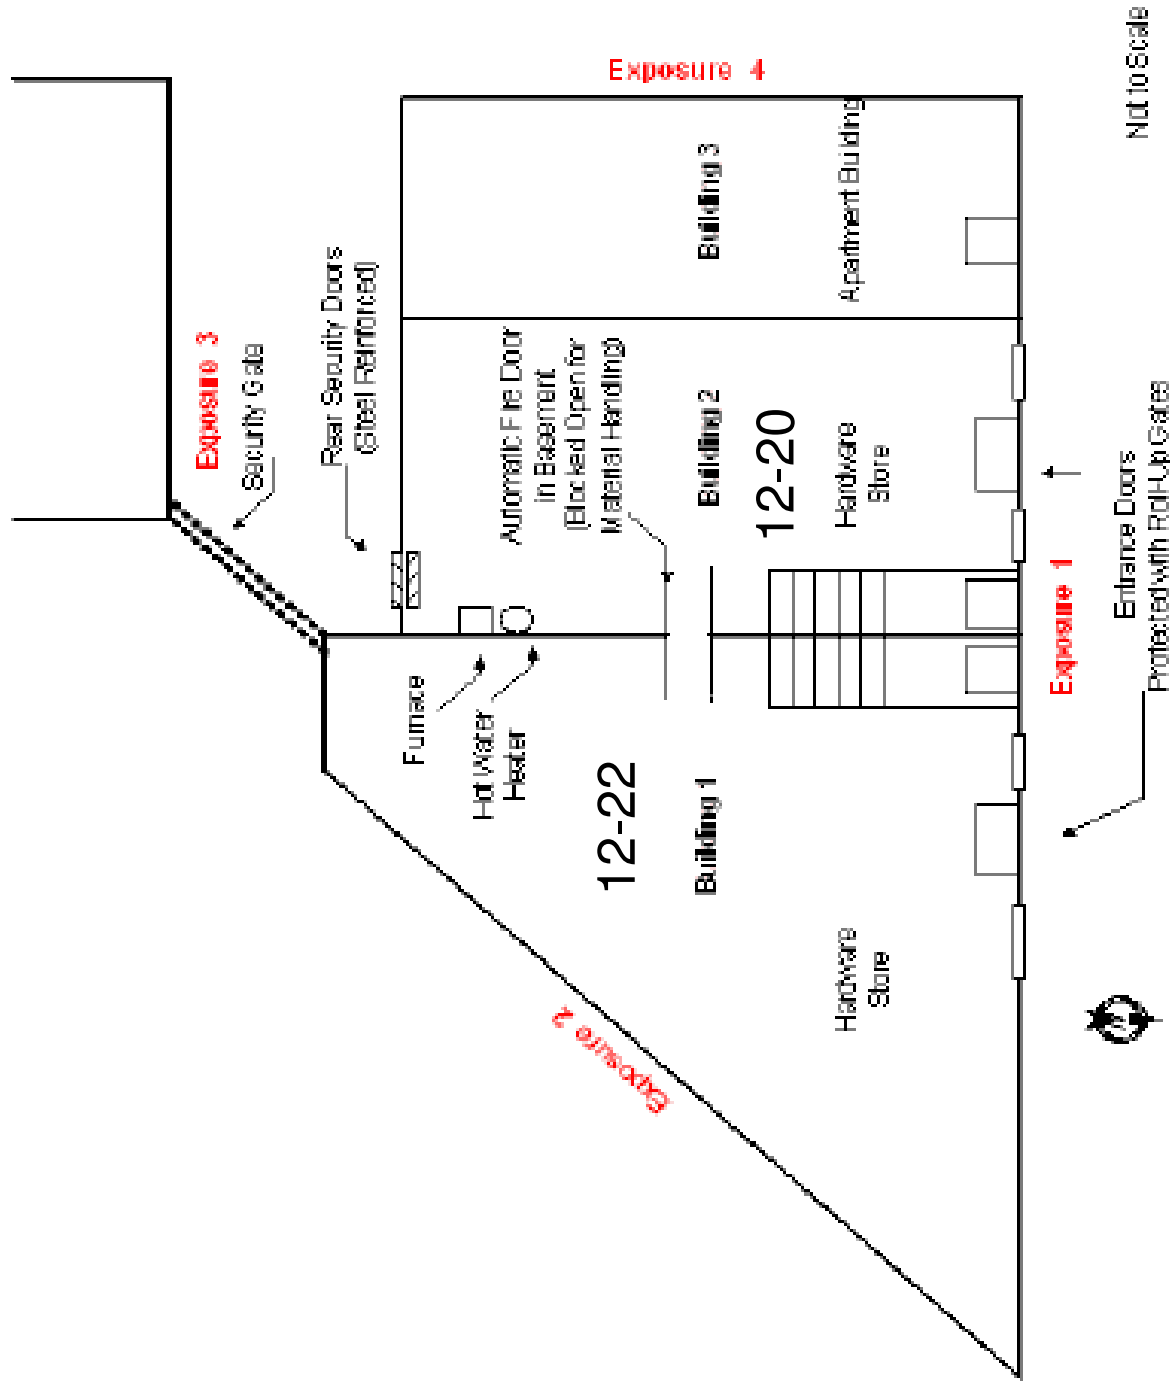 Exposure 4
Not to Scale
Exposure 3
Security Gate
Rear Security Doors
(Steel Reinforced)
Automatic Fire Door
in Basement
(Blocked Open for
Material Handling)
Building 3
Apartment Building
Building 2
12-20
Hardware
Store
Furnace
Hot Water
Heater
12-22
Building 1
Hardware
Store
Exposure 2
Exposure 1
Entrance Doors
Protected with Roll-Up Gates